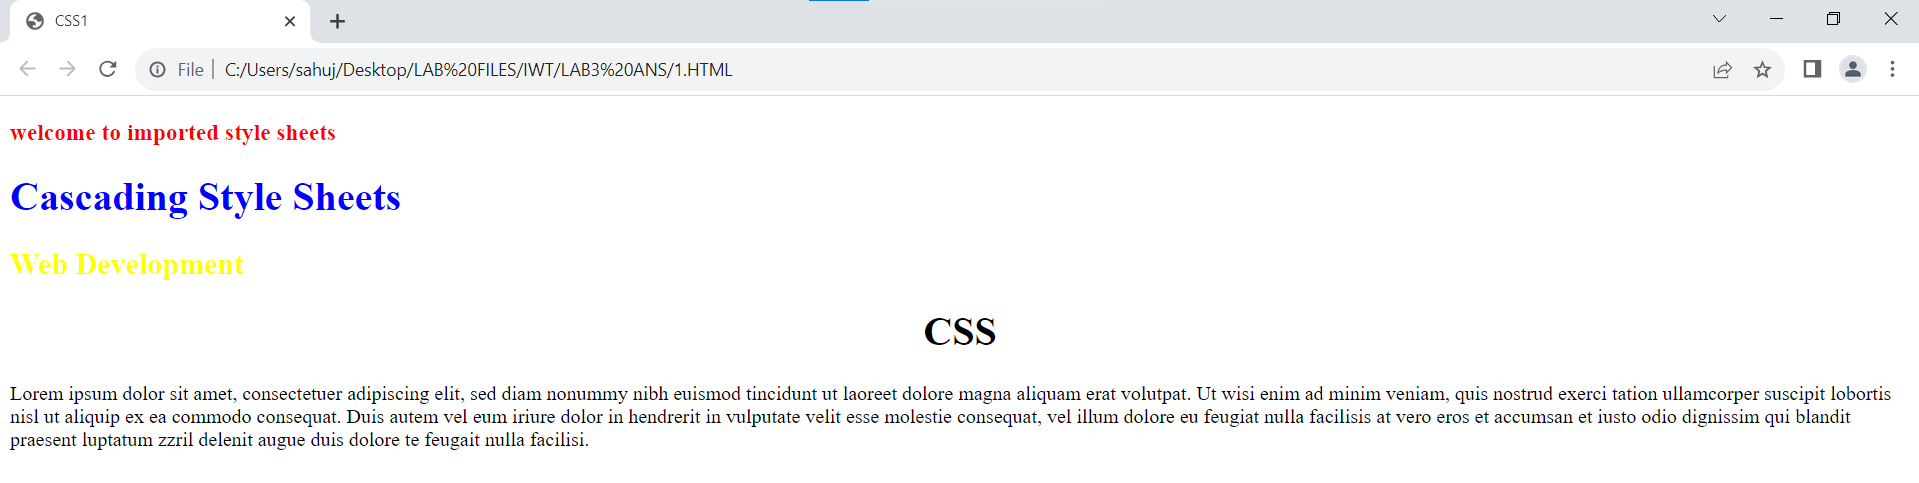 CSS1
File
C:/Users/sahuj/Desktop/LAB%20FILES/IWT/LAB3%20ANS/1.HTML
welcome to imported style sheets
Cascading Style Sheets
Web Development
CSS
Lorem ipsum dolor sit amet, consectetuer adipiscing elit, sed diam nonummy nibh euismod tincidunt ut laoreet dolore magna aliquam erat volutpat. Ut wisi enim ad minim veniam, quis nostrud exerci tation ullamcorper suscipit lobortis
nisl ut aliquip ex ea commodo consequat. Duis autem vel eum iriure dolor in hendrerit in vulputate velit esse molestie consequat, vel illum dolore eu feugiat nulla facilisis at vero eros et accumsan et iusto odio dignissim qui blandit
praesent luptatum zzril delenit augue duis dolore te feugait nulla facilisi.